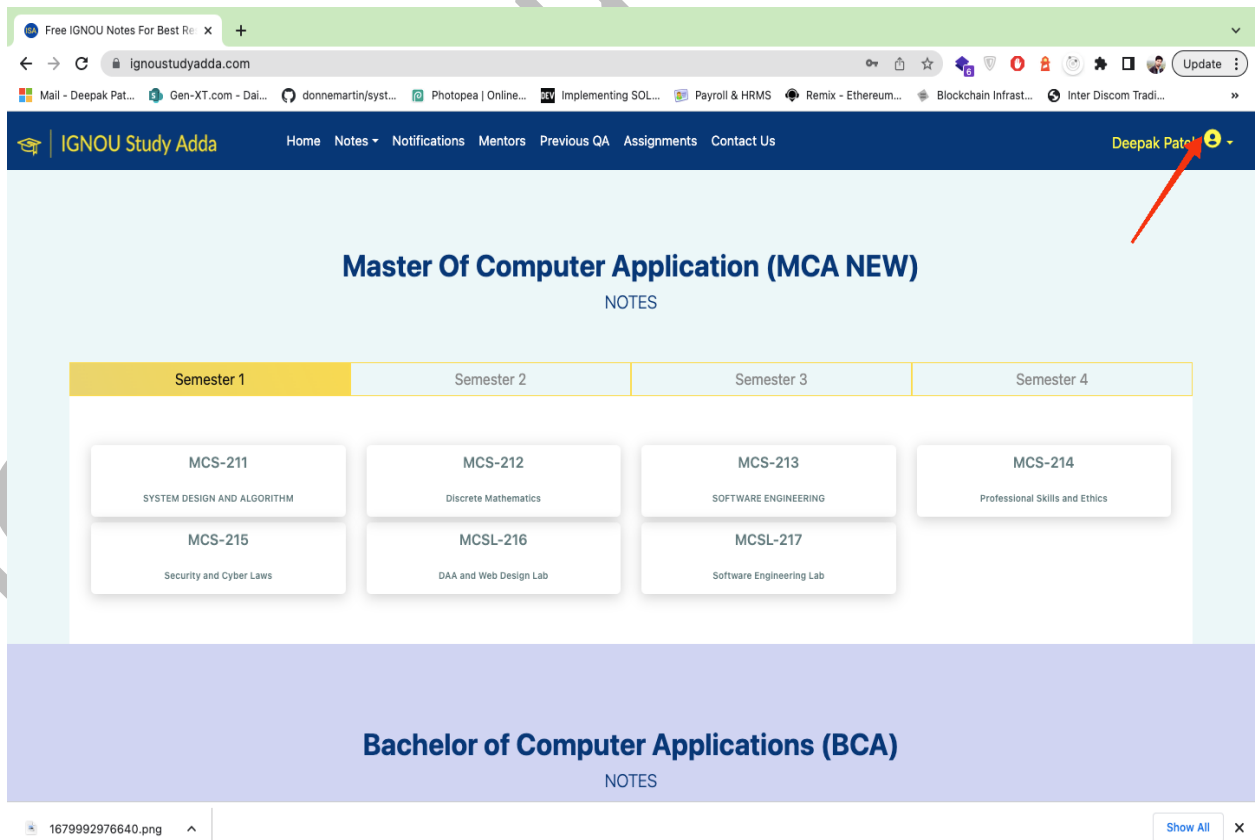 Free IGNOU Notes For Best Re
ignoustudyadda.com
6
Update
Mail - Deepak Pat...
Gen-XT.com - Dai...
donnemartin/syst...
Photopea | Online...
DEV
Implementing SOL...
Payroll & HRMS
Remix - Ethereum...
Blockchain Infrast...
Inter Discom Tradi...
»
IGNOU Study Adda
Home Notes Notifications Mentors Previous QA Assignments Contact Us
Deepak
Master Of Computer Application (MCA NEW)
NOTES
Semester 1
Semester 2
Semester 3
Semester 4
MCS-211
SYSTEM DESIGN AND ALGORITHM
MCS-212
Discrete Mathematics
MCS-213
SOFTWARE ENGINEERING
MCS-214
Professional Skills and Ethics
MCS-215
Security and Cyber Laws
MCSL-216
DAA and Web Design Lab
MCSL-217
Software Engineering Lab
Bachelor of Computer Applications (BCA)
NOTES
1679992976640.png
Show All